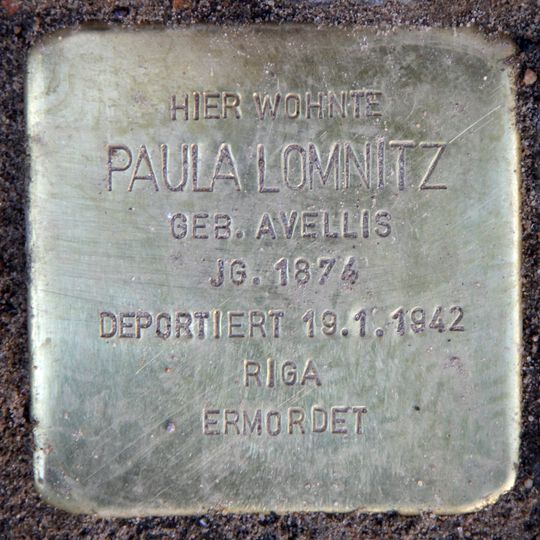 HIER WOHNTE
PAULA LOMNITZ
GEB. AVELLIS
JG. 1874
DEPORTIERT 19.1.1942
RIGA
ERMORDET